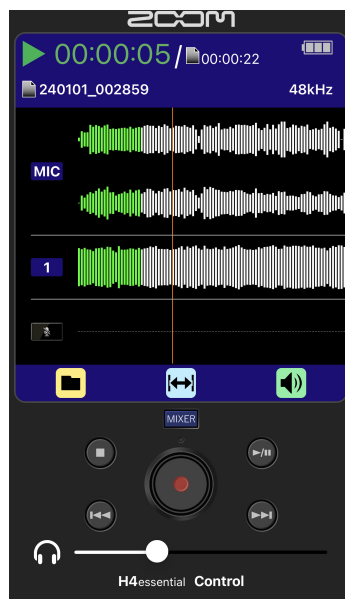 ZOOM
00:00:05/00:00:22
240101_002859 48kHz
MIC
1
MIXER
H4essential Control